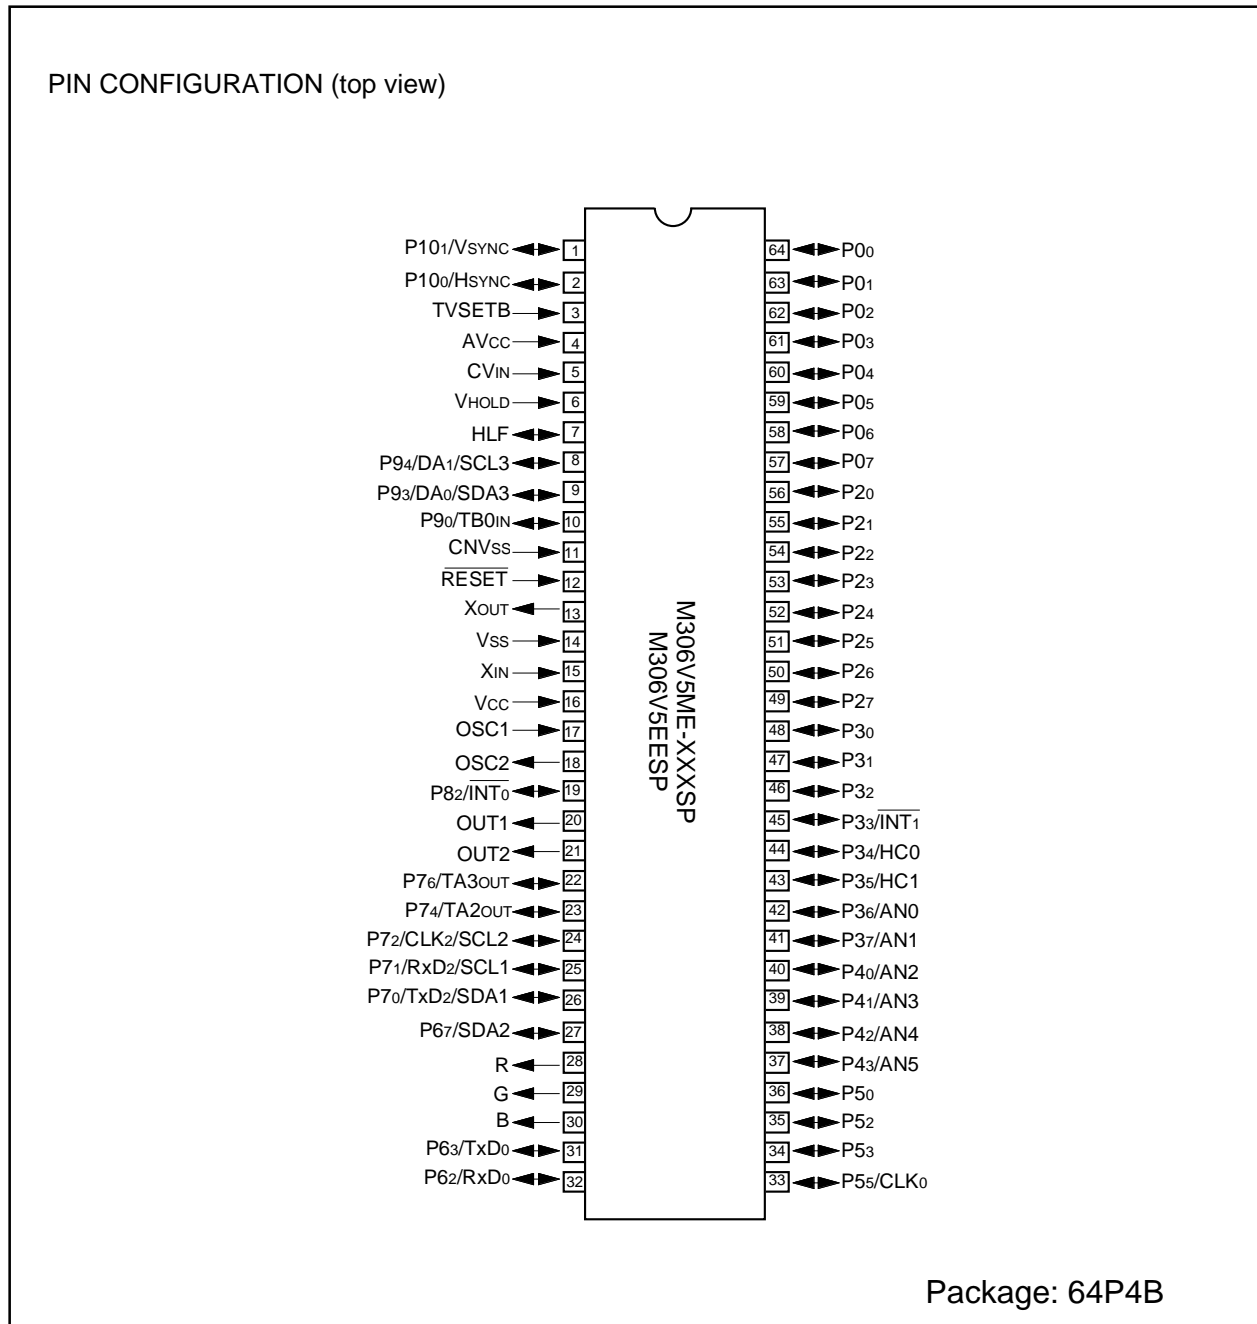 PIN CONFIGURATION (top view)
P10₁/VSYNC 1 64 P0₀
P10₀/HSYNC 2 63 P0₁
TVSETB 3 62 P0₂
AVCC 4 61 P0₃
CVIN 5 60 P0₄
VHOLD 6 59 P0₅
HLF 7 58 P0₆
P9₄/DA₁/SCL3 8 57 P0₇
P9₃/DA₀/SDA3 9 56 P2₀
P9₀/TB0IN 10 55 P2₁
CNVSS 11 54 P2₂
R̅E̅S̅E̅T̅ 12 53 P2₃
XOUT 13 52 P2₄
VSS 14 51 P2₅
XIN 15 50 P2₆
VCC 16 49 P2₇
OSC1 17 48 P3₀
OSC2 18 47 P3₁
P8₂/I̅N̅T̅₀ 19 46 P3₂
OUT1 20 45 P3₃/I̅N̅T̅₁
OUT2 21 44 P3₄/HC0
P7₆/TA3OUT 22 43 P3₅/HC1
P7₄/TA2OUT 23 42 P3₆/AN0
P7₂/CLK₂/SCL2 24 41 P3₇/AN1
P7₁/RxD₂/SCL1 25 40 P4₀/AN2
P7₀/TxD₂/SDA1 26 39 P4₁/AN3
P6₇/SDA2 27 38 P4₂/AN4
R 28 37 P4₃/AN5
G 29 36 P5₀
B 30 35 P5₂
P6₃/TxD₀ 31 34 P5₃
P6₂/RxD₀ 32 33 P5₅/CLK₀
M306V5ME-XXXSP
M306V5EESP
Package: 64P4B